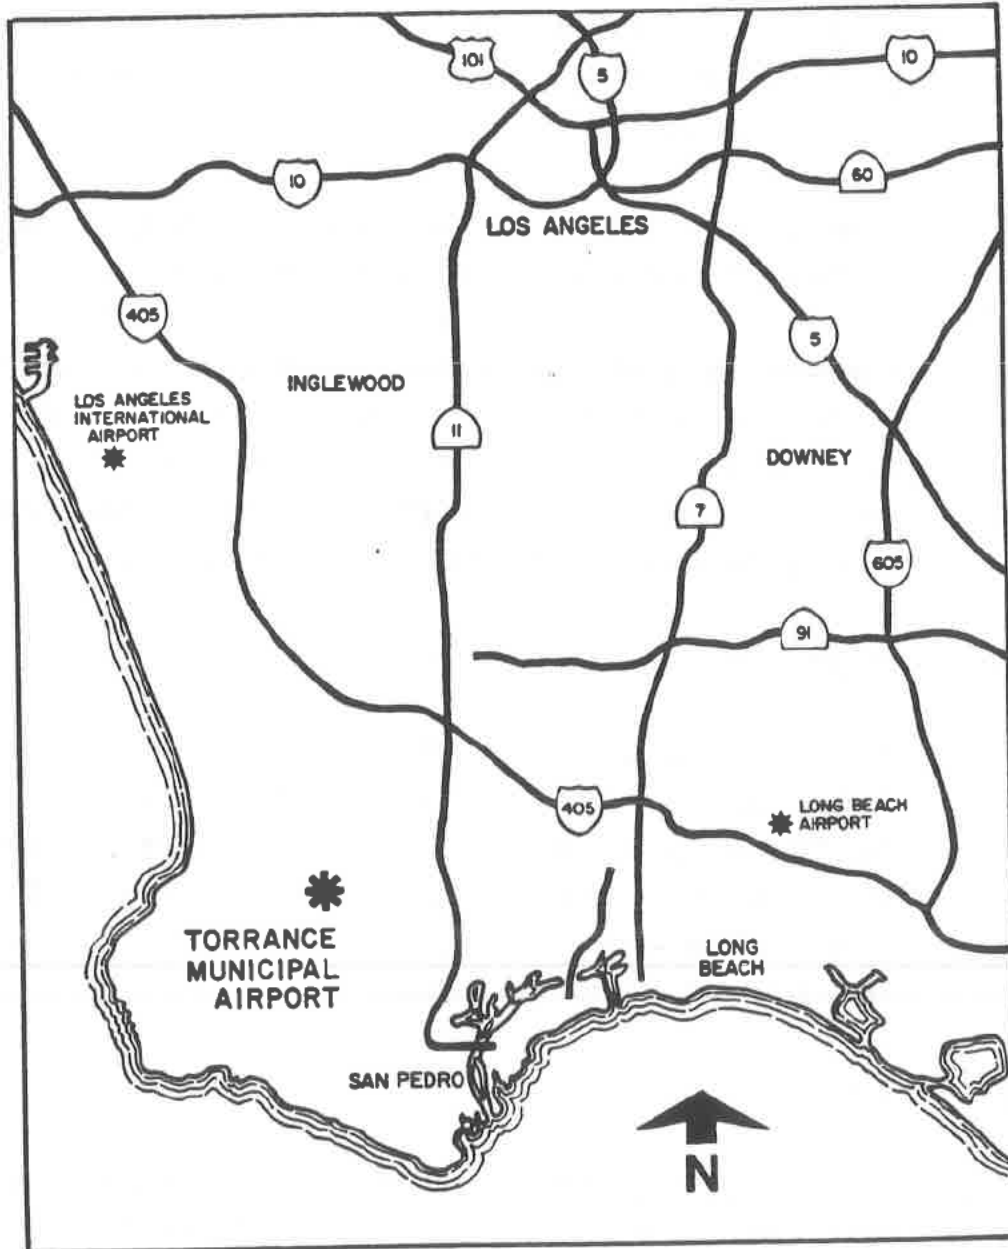 101
5
10
10
60
LOS ANGELES
405
5
INGLEWOOD
LOS ANGELES
INTERNATIONAL
AIRPORT
11
DOWNEY
7
605
91
405
LONG BEACH
AIRPORT
TORRANCE
MUNICIPAL
AIRPORT
LONG
BEACH
SAN PEDRO
N